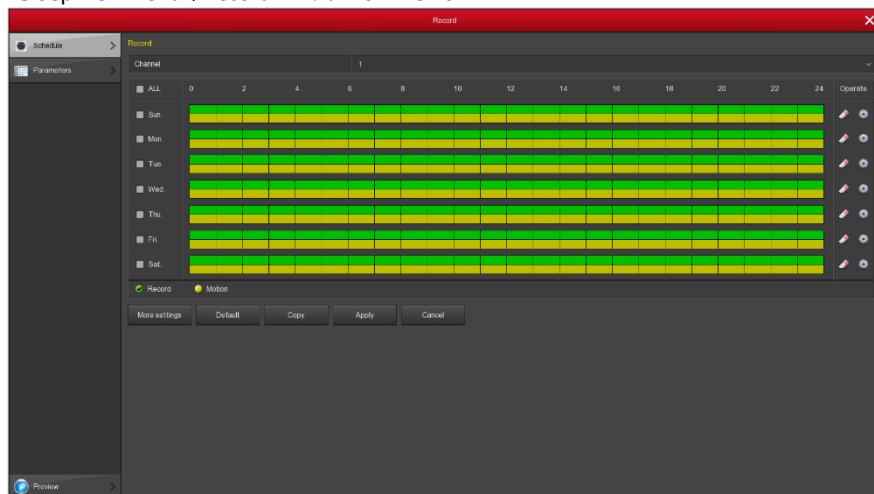 Record
Schedule
Record
Parameters
Channel 1
ALL 0 2 4 6 8 10 12 14 16 18 20 22 24 Operate
Sun.
Mon.
Tue.
Wed.
Thu.
Fri.
Sat.
Record Motion
More settings Default Copy Apply Cancel
Preview